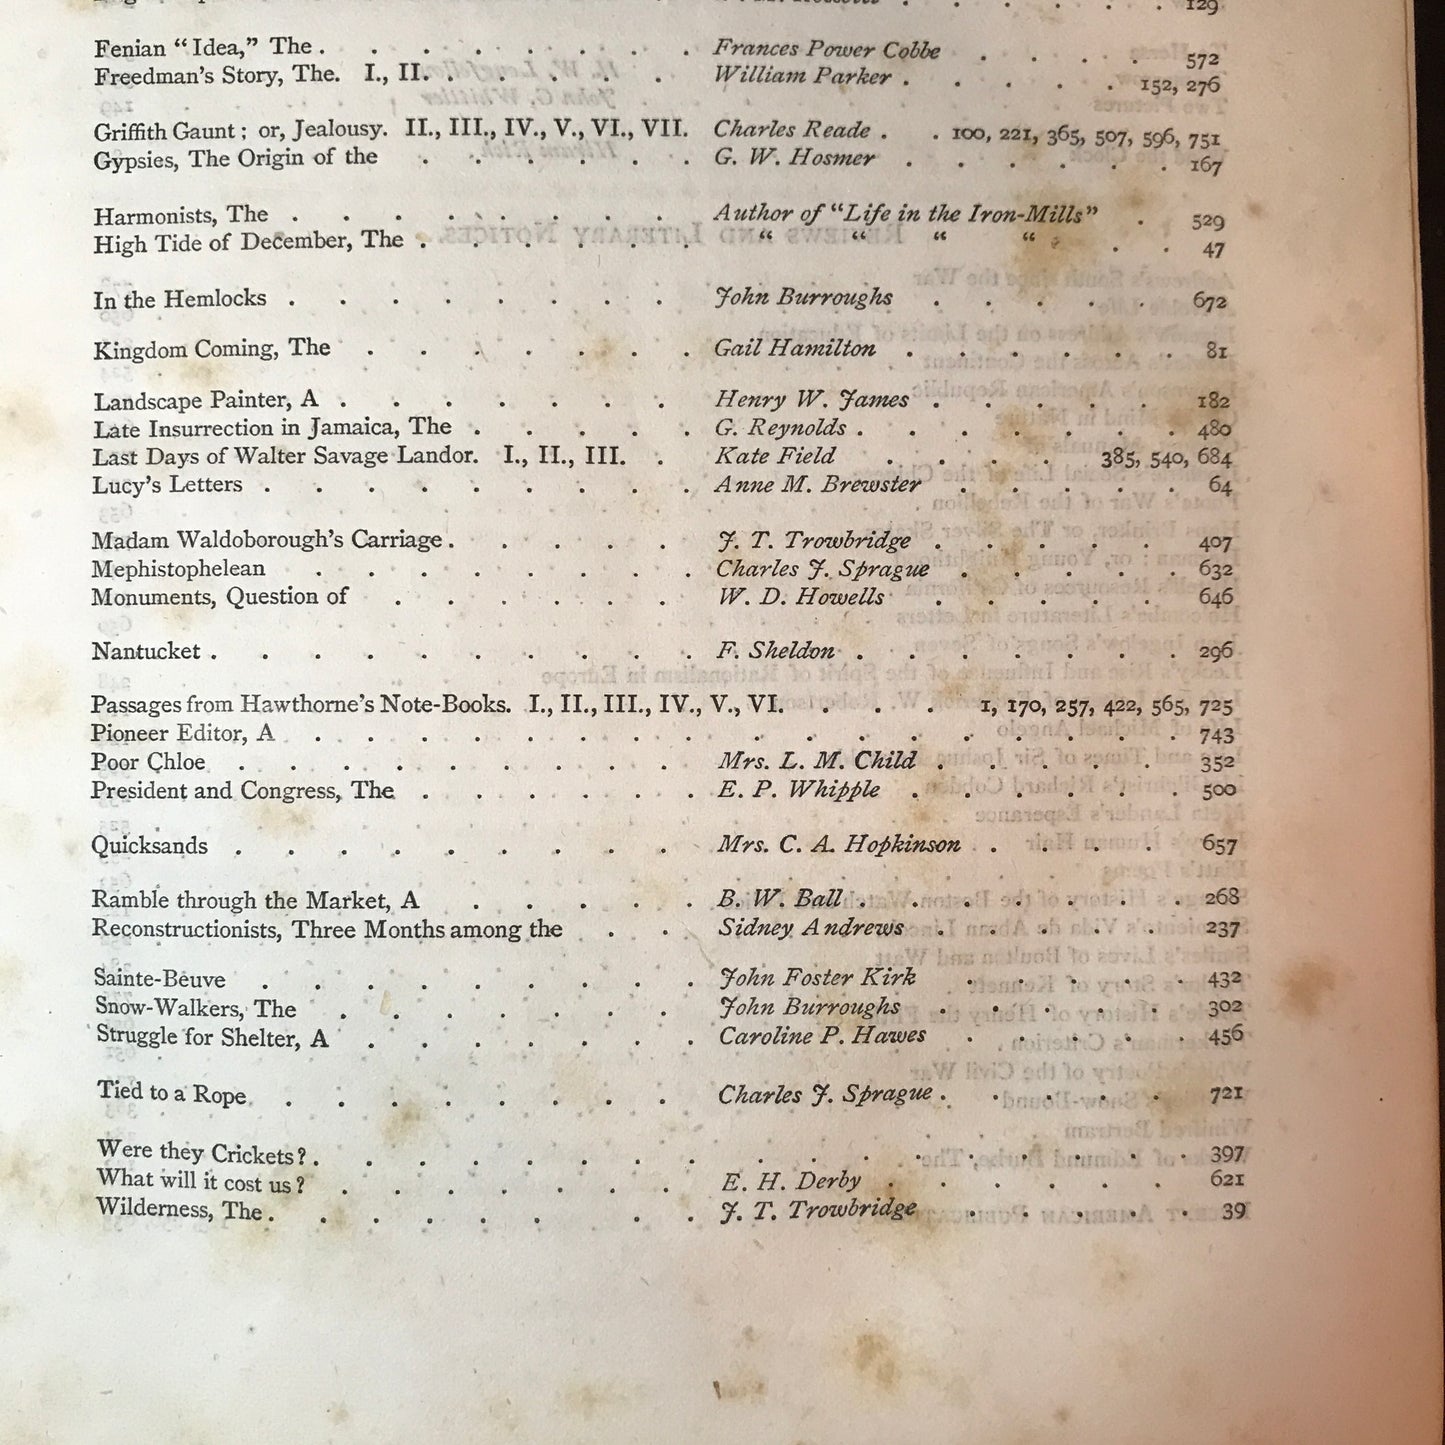 129
Fenian “Idea,” The . . . . . . . . Frances Power Cobbe . . . . . 572
Freedman’s Story, The. I., II. . . . . . William Parker . . . . . 152, 276
Griffith Gaunt; or, Jealousy. II., III., IV., V., VI., VII. Charles Reade . . 100, 221, 365, 507, 596, 751
Gypsies, The Origin of the . . . . . . G. W. Hosmer . . . . . . 167
Harmonists, The . . . . . . . . Author of “Life in the Iron-Mills” . 529
High Tide of December, The . . . . . . “ “ “ “ . . 47
In the Hemlocks . . . . . . . . John Burroughs . . . . . 672
Kingdom Coming, The . . . . . . . Gail Hamilton . . . . . . 81
Landscape Painter, A . . . . . . . Henry W. James . . . . . 182
Late Insurrection in Jamaica, The . . . . . G. Reynolds . . . . . . . 480
Last Days of Walter Savage Landor. I., II., III. . Kate Field . . . . 385, 540, 684
Lucy’s Letters . . . . . . . . . Anne M. Brewster . . . . . 64
Madam Waldoborough’s Carriage . . . . . J. T. Trowbridge . . . . . 407
Mephistophelean . . . . . . . . Charles J. Sprague . . . . . 632
Monuments, Question of . . . . . . W. D. Howells . . . . . 646
Nantucket . . . . . . . . . . F. Sheldon . . . . . . . 296
Passages from Hawthorne’s Note-Books. I., II., III., IV., V., VI. . . . . 1, 170, 257, 422, 565, 725
Pioneer Editor, A . . . . . . . . . . . . . . . . . 743
Poor Chloe . . . . . . . . . Mrs. L. M. Child . . . . . 352
President and Congress, The . . . . . . E. P. Whipple . . . . . . 500
Quicksands . . . . . . . . . Mrs. C. A. Hopkinson . . . . 657
Ramble through the Market, A . . . . . B. W. Ball . . . . . . . 268
Reconstructionists, Three Months among the . . Sidney Andrews . . . . . 237
Sainte-Beuve . . . . . . . . . John Foster Kirk . . . . . 432
Snow-Walkers, The . . . . . . . John Burroughs . . . . . 302
Struggle for Shelter, A . . . . . . . Caroline P. Hawes . . . . . 456
Tied to a Rope . . . . . . . . Charles J. Sprague . . . . . 721
Were they Crickets? . . . . . . . . . . . . . . . . . 397
What will it cost us? . . . . . . . E. H. Derby . . . . . . 621
Wilderness, The . . . . . . . . J. T. Trowbridge . . . . . 39